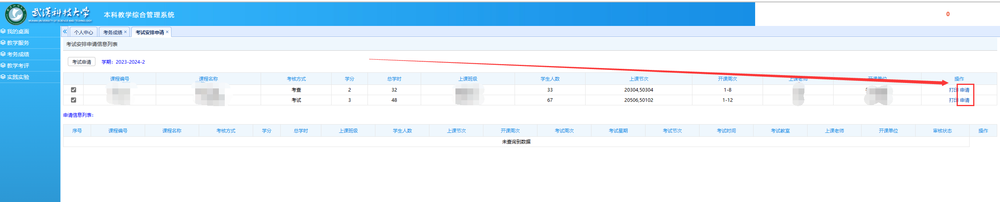 武汉科技大学
WUHAN UNIVERSITY OF SCIENCE AND TECHNOLOGY
本科教学综合管理系统
0
我的桌面
教学服务
考务成绩
教学考评
实践实验
个人中心 考务成绩 × 考试安排申请 ×
考试安排申请信息列表
考试申请 学期：2023-2024-2
课程编号 课程名称 考核方式 学分 总学时 上课班级 学生人数 上课节次 开课周次 上课老师 开课单位 操作
考查 2 32 33 20304,50304 1-8 打印 申请
考试 3 48 67 20506,50102 1-12 打印 申请
申请信息列表：
序号 课程编号 课程名称 考核方式 学分 总学时 上课班级 学生人数 上课节次 开课周次 考试周次 考试星期 考试节次 考试时间 考试教室 上课老师 开课单位 审核状态 操作
未查询到数据